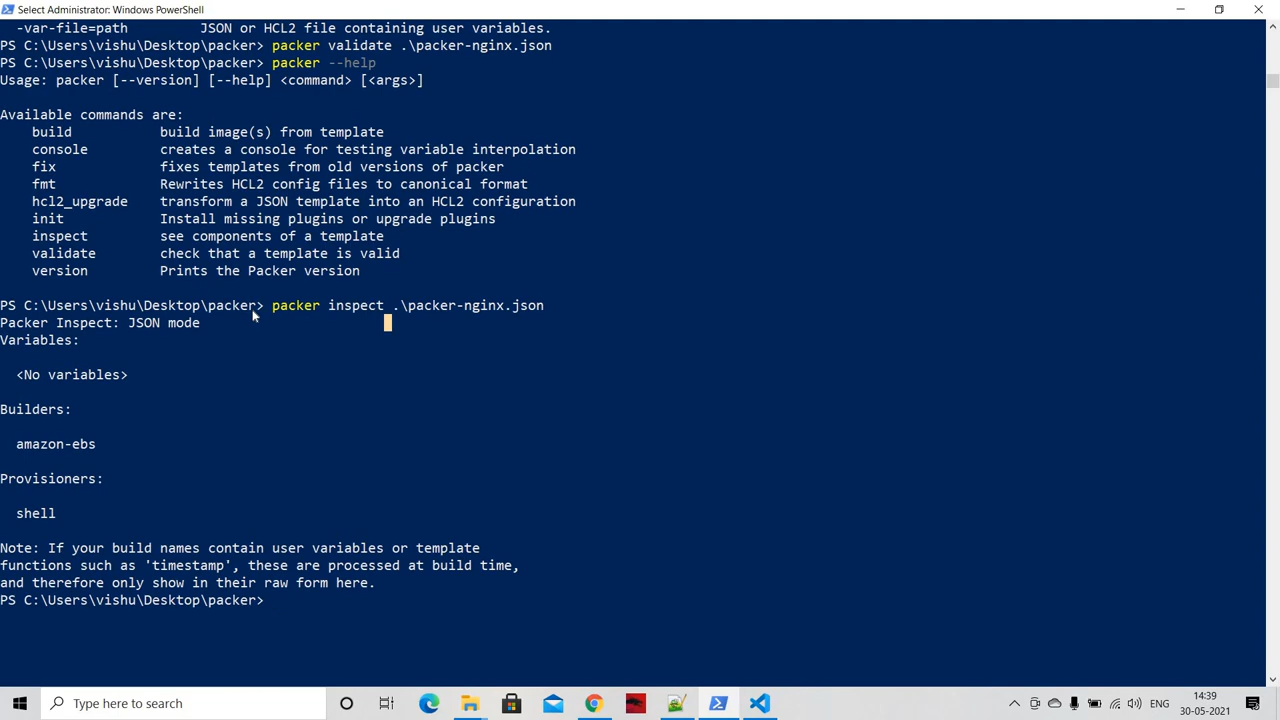 Select Administrator: Windows PowerShell
-var-file=path         JSON or HCL2 file containing user variables.
PS C:\Users\vishu\Desktop\packer> packer validate .\packer-nginx.json
PS C:\Users\vishu\Desktop\packer> packer --help
Usage: packer [--version] [--help] <command> [<args>]
Available commands are:
build           build image(s) from template
console         creates a console for testing variable interpolation
fix             fixes templates from old versions of packer
fmt             Rewrites HCL2 config files to canonical format
hcl2_upgrade    transform a JSON template into an HCL2 configuration
init            Install missing plugins or upgrade plugins
inspect         see components of a template
validate        check that a template is valid
version         Prints the Packer version
PS C:\Users\vishu\Desktop\packer> packer inspect .\packer-nginx.json
Packer Inspect: JSON mode
Variables:
<No variables>
Builders:
amazon-ebs
Provisioners:
shell
Note: If your build names contain user variables or template
functions such as 'timestamp', these are processed at build time,
and therefore only show in their raw form here.
PS C:\Users\vishu\Desktop\packer>
Type here to search
ENG
14:39
30-05-2021